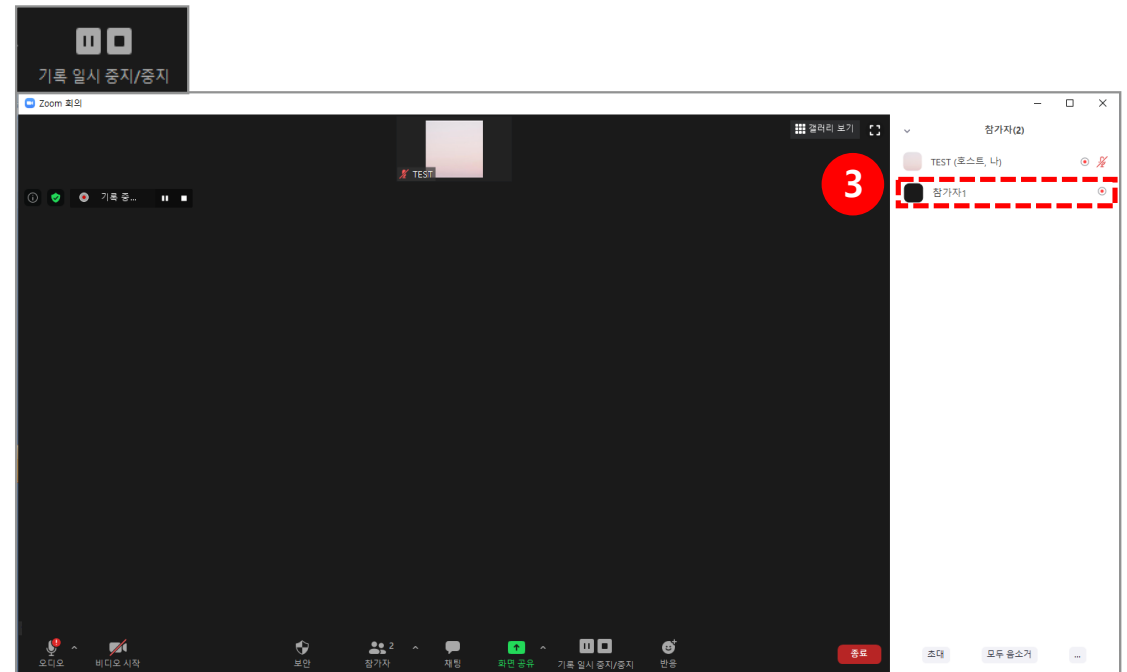 기록 일시 중지/중지
Zoom 회의
갤러리 보기
참가자(2)
TEST
TEST (호스트, 나)
3
참가자1
기록 중...
오디오
비디오 시작
보안
참가자
2
채팅
화면 공유
기록 일시 중지/중지
반응
종료
초대
모두 음소거
...